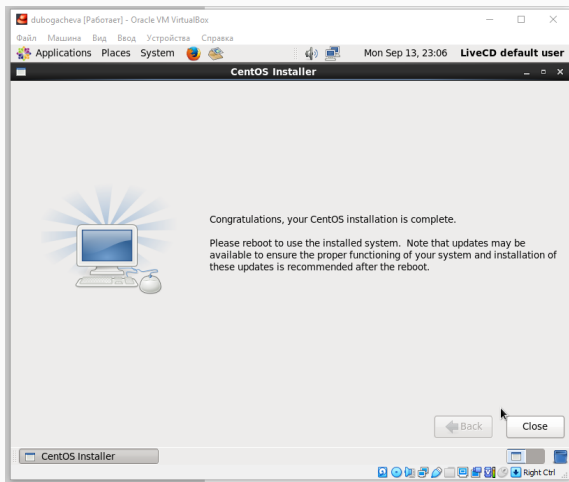 dubogacheva [Работает] - Oracle VM VirtualBox
Файл Машина Вид Ввод Устройства Справка
Applications Places System Mon Sep 13, 23:06 LiveCD default user
CentOS Installer
Congratulations, your CentOS installation is complete.
Please reboot to use the installed system. Note that updates may be
available to ensure the proper functioning of your system and installation of
these updates is recommended after the reboot.
Back Close
CentOS Installer
Right Ctrl